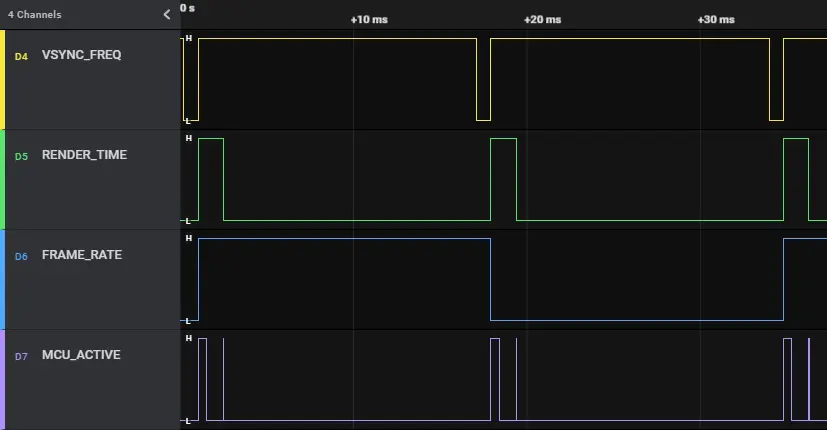 4 Channels
0 s
+10 ms
+20 ms
+30 ms
D4 VSYNC_FREQ
H
L
D5 RENDER_TIME
H
L
D6 FRAME_RATE
H
L
D7 MCU_ACTIVE
H
L